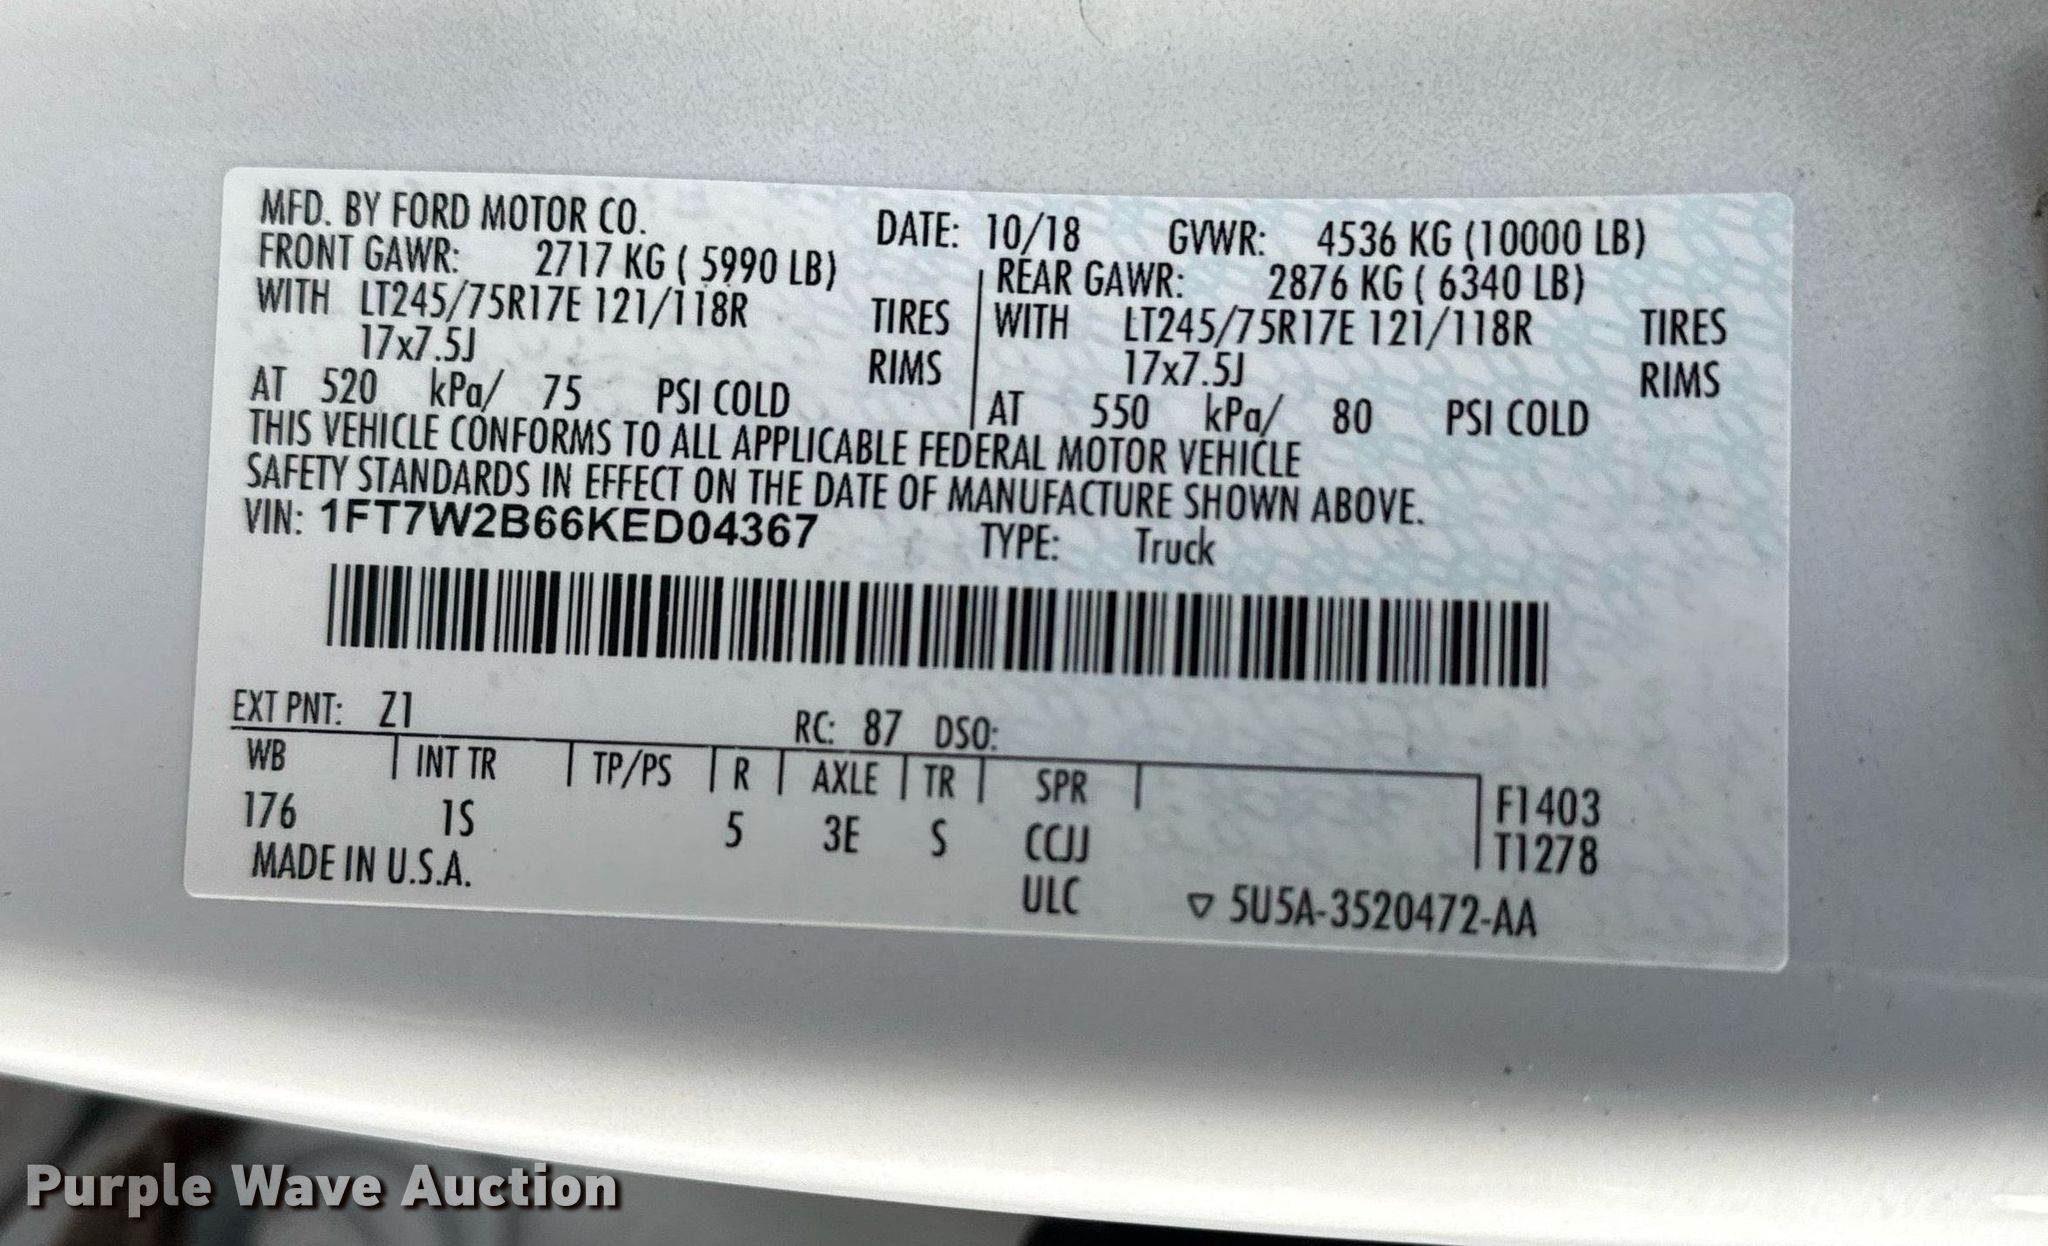 MFD. BY FORD MOTOR CO. DATE: 10/18 GVWR: 4536 KG (10000 LB)
FRONT GAWR: 2717 KG ( 5990 LB) REAR GAWR: 2876 KG ( 6340 LB)
WITH LT245/75R17E 121/118R TIRES WITH LT245/75R17E 121/118R TIRES
17x7.5J RIMS 17x7.5J RIMS
AT 520 kPa/ 75 PSI COLD AT 550 kPa/ 80 PSI COLD
THIS VEHICLE CONFORMS TO ALL APPLICABLE FEDERAL MOTOR VEHICLE
SAFETY STANDARDS IN EFFECT ON THE DATE OF MANUFACTURE SHOWN ABOVE.
VIN: 1FT7W2B66KED04367 TYPE: Truck
EXT PNT: Z1 RC: 87 DSO:
WB INT TR TP/PS R AXLE TR SPR F1403
176 1S 5 3E S CCJJ T1278
MADE IN U.S.A. ULC ▽ 5U5A-3520472-AA
Purple Wave Auction